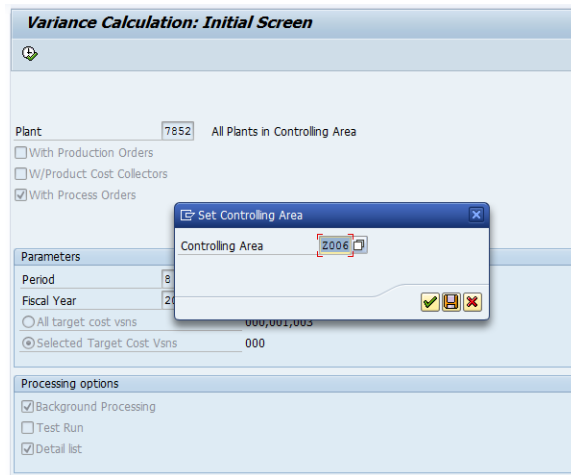 Variance Calculation: Initial Screen
Plant 7852 All Plants in Controlling Area
With Production Orders
W/Product Cost Collectors
With Process Orders
Set Controlling Area
Controlling Area Z006
Parameters
Period 8
Fiscal Year 20
All target cost vsns 000,001,003
Selected Target Cost Vsns 000
Processing options
Background Processing
Test Run
Detail list